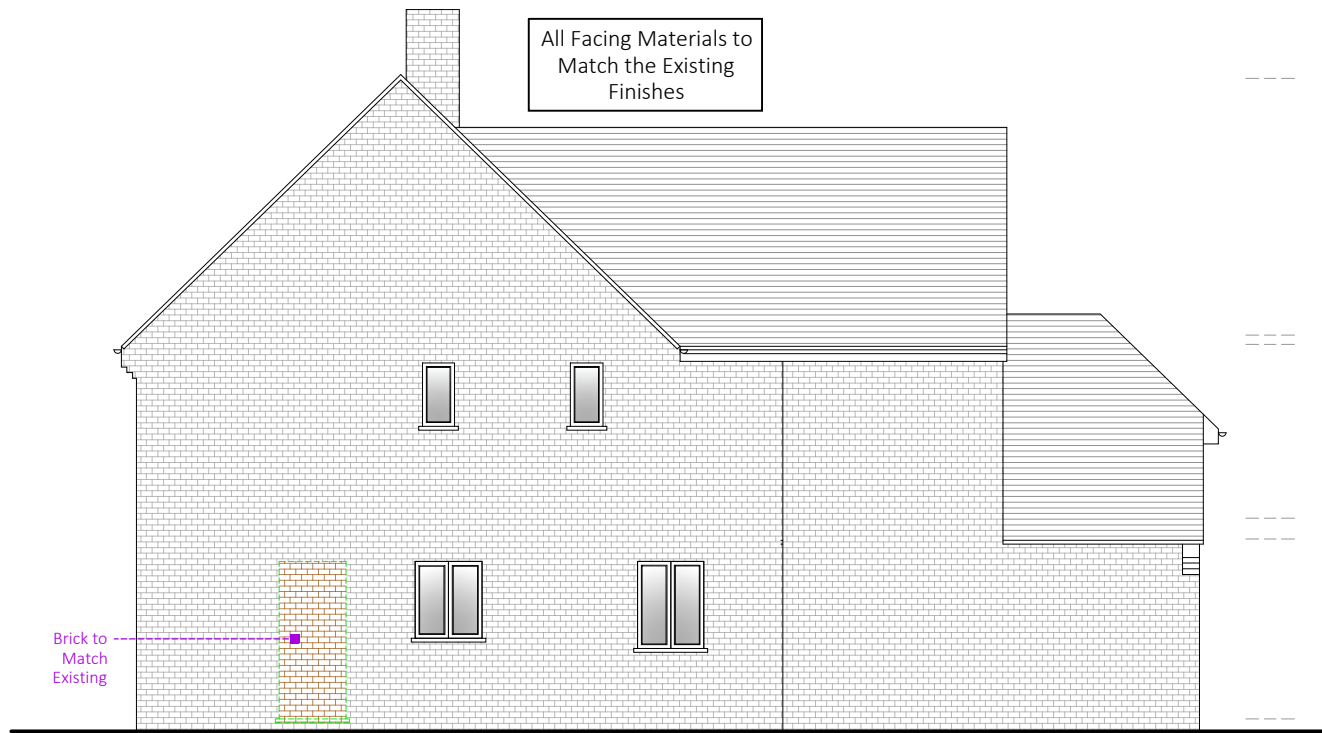 All Facing Materials to
Match the Existing
Finishes
Brick to
Match
Existing